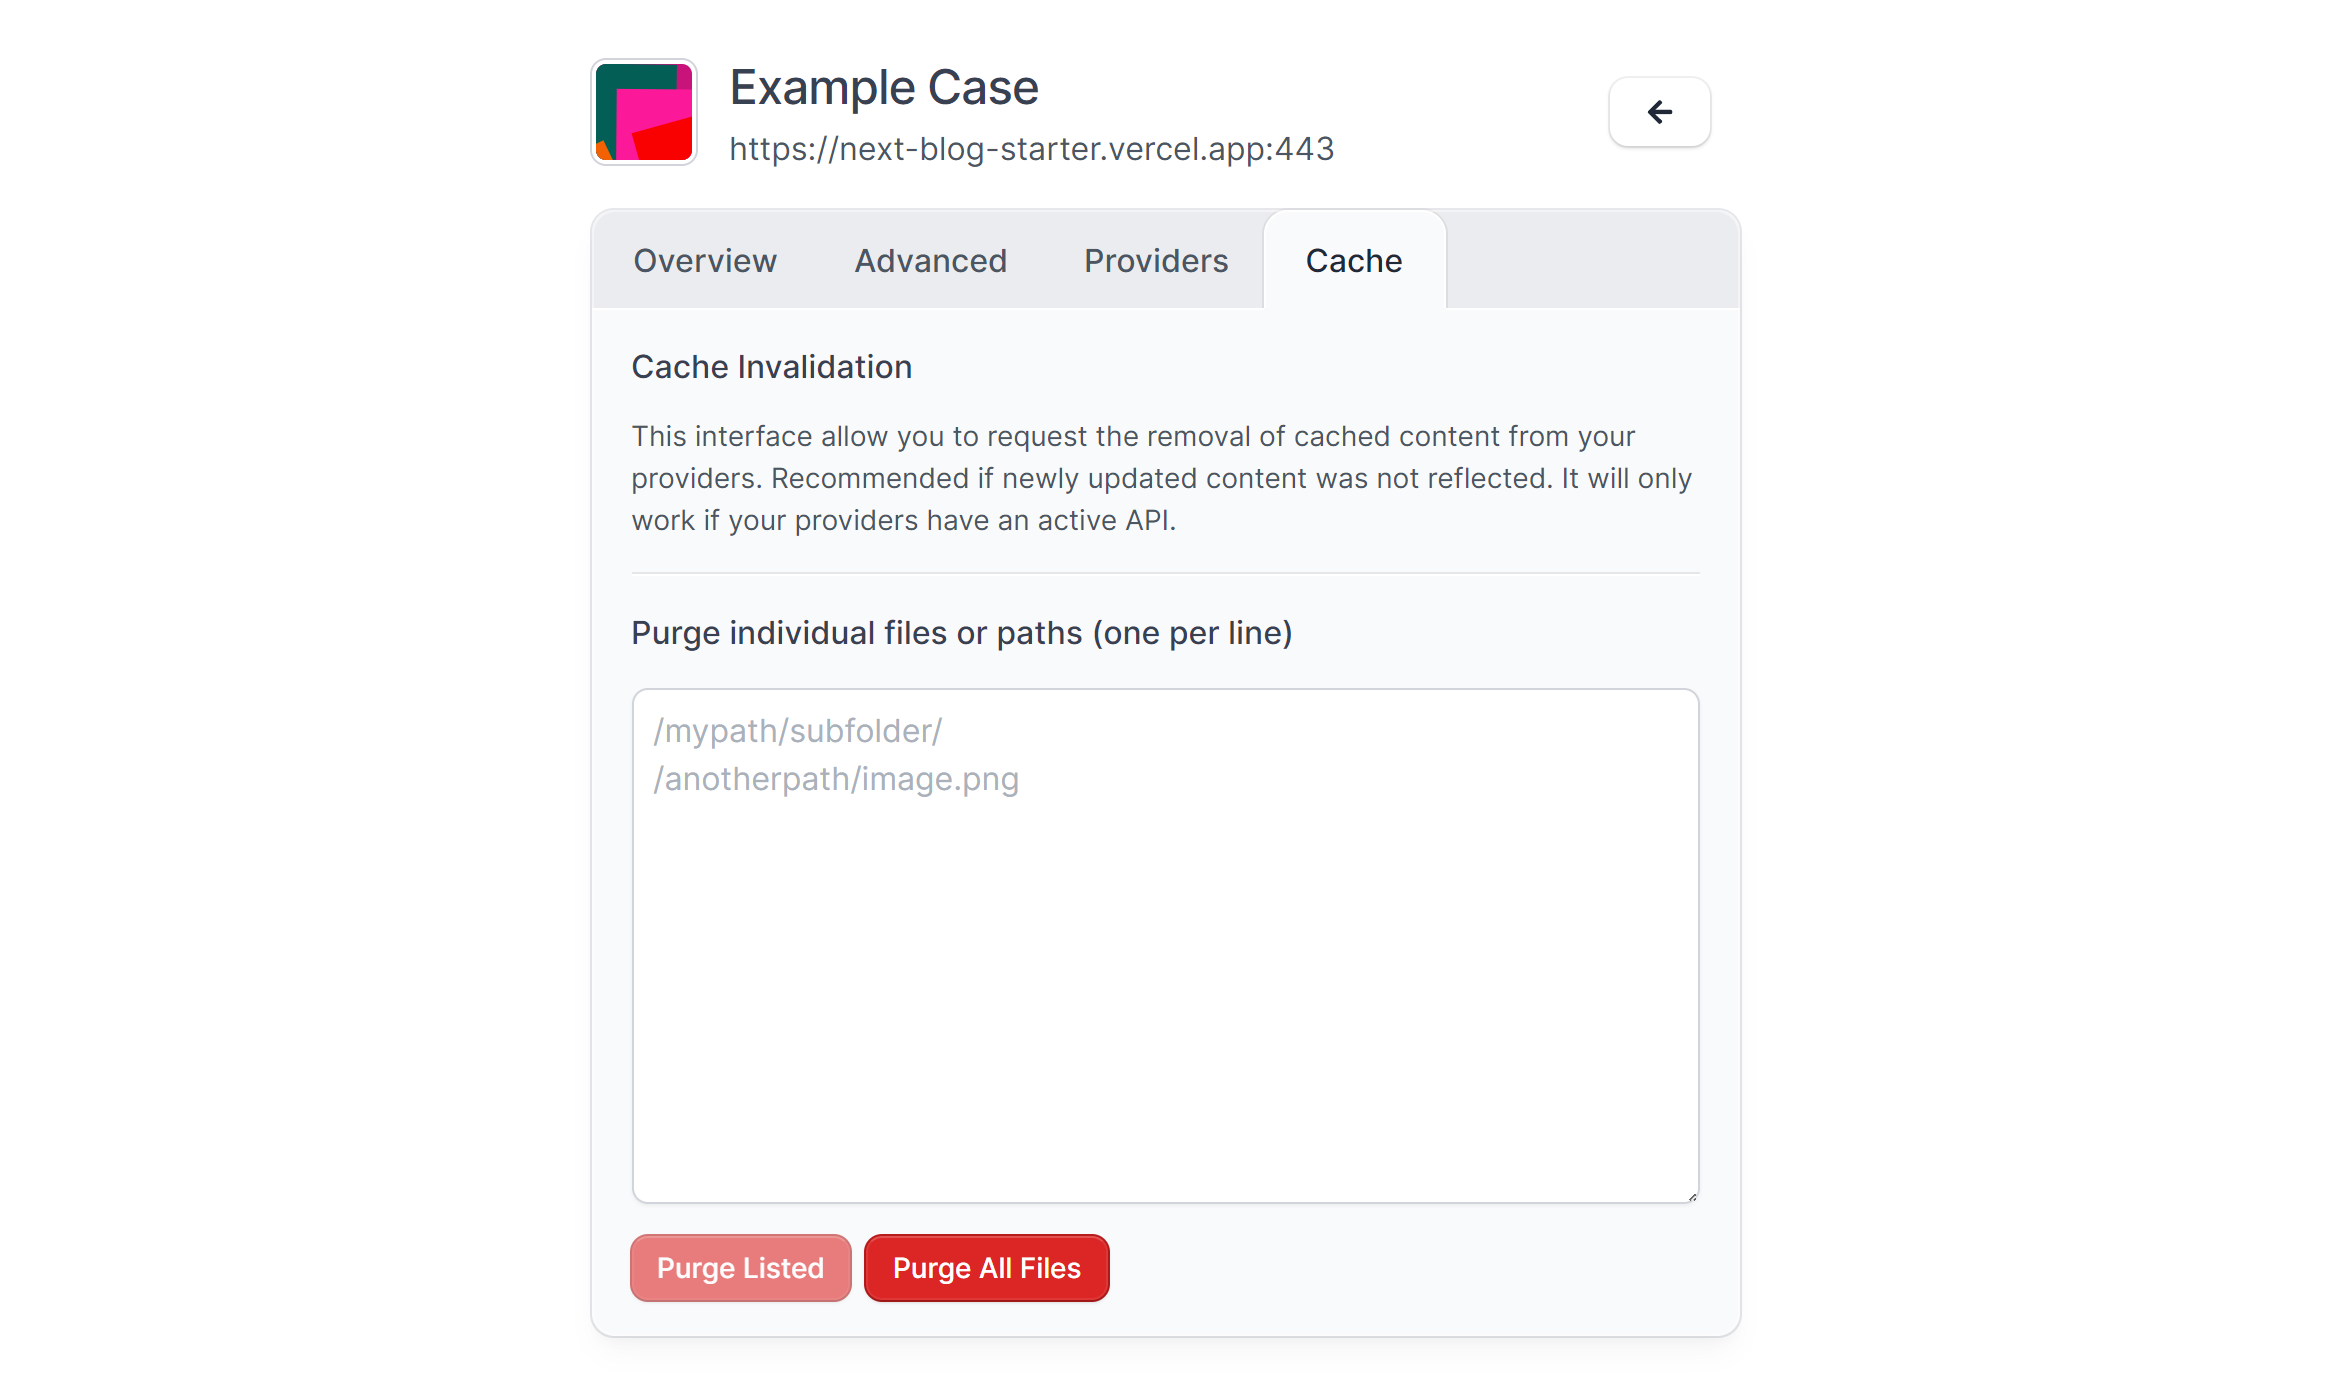 Example Case
https://next-blog-starter.vercel.app:443
Overview Advanced Providers Cache
Cache Invalidation
This interface allow you to request the removal of cached content from your
providers. Recommended if newly updated content was not reflected. It will only
work if your providers have an active API.
Purge individual files or paths (one per line)
/mypath/subfolder/
/anotherpath/image.png
Purge Listed Purge All Files